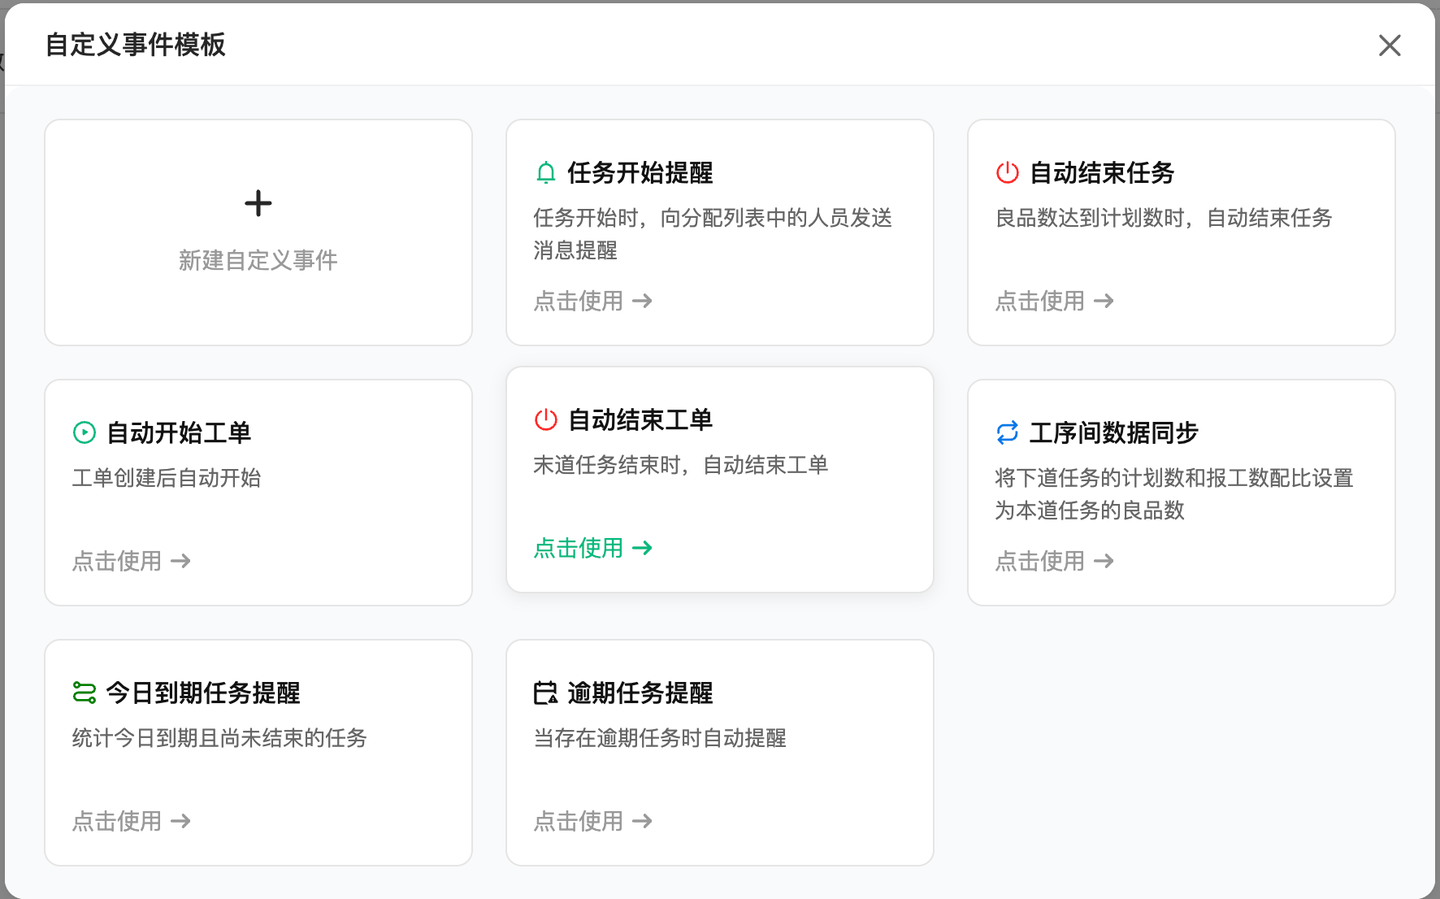 自定义事件模板
新建自定义事件
任务开始提醒
任务开始时，向分配列表中的人员发送
消息提醒
点击使用
自动结束任务
良品数达到计划数时，自动结束任务
点击使用
自动开始工单
工单创建后自动开始
点击使用
自动结束工单
末道任务结束时，自动结束工单
点击使用
工序间数据同步
将下道任务的计划数和报工数配比设置
为本道任务的良品数
点击使用
今日到期任务提醒
统计今日到期且尚未结束的任务
点击使用
逾期任务提醒
当存在逾期任务时自动提醒
点击使用